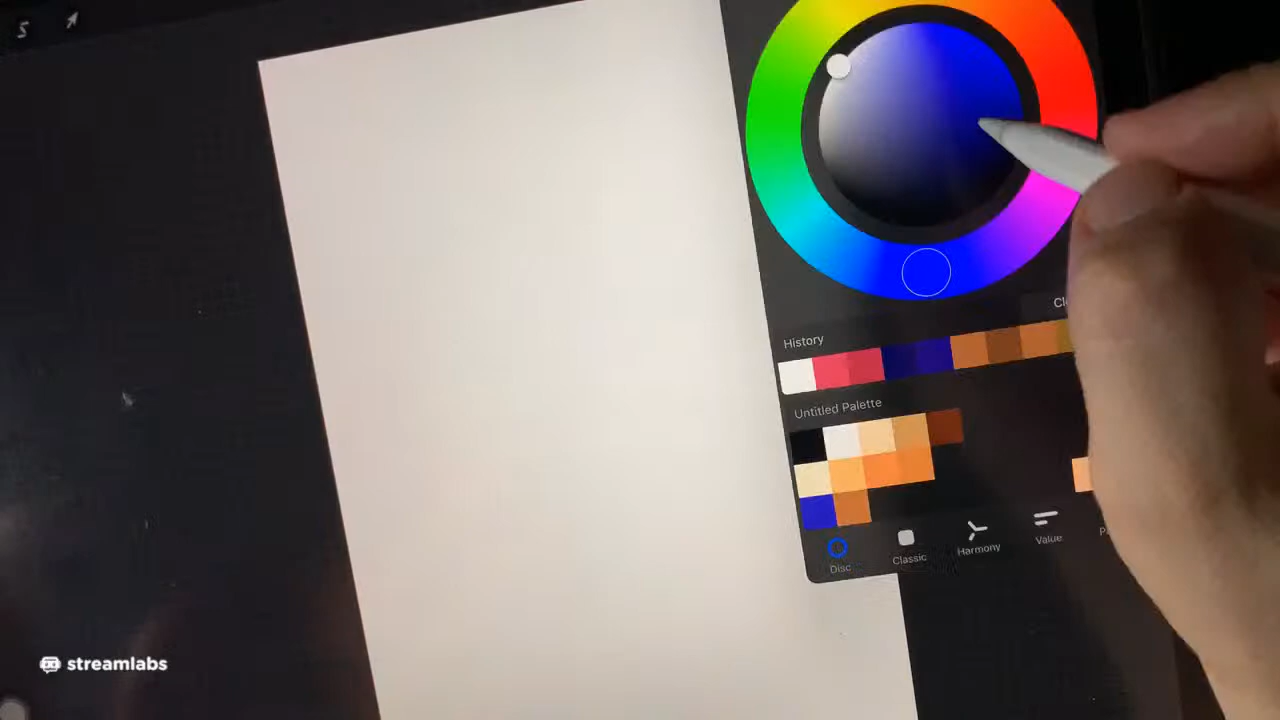 History
Untitled Palette
Disc
Classic
Harmony
Value
streamlabs